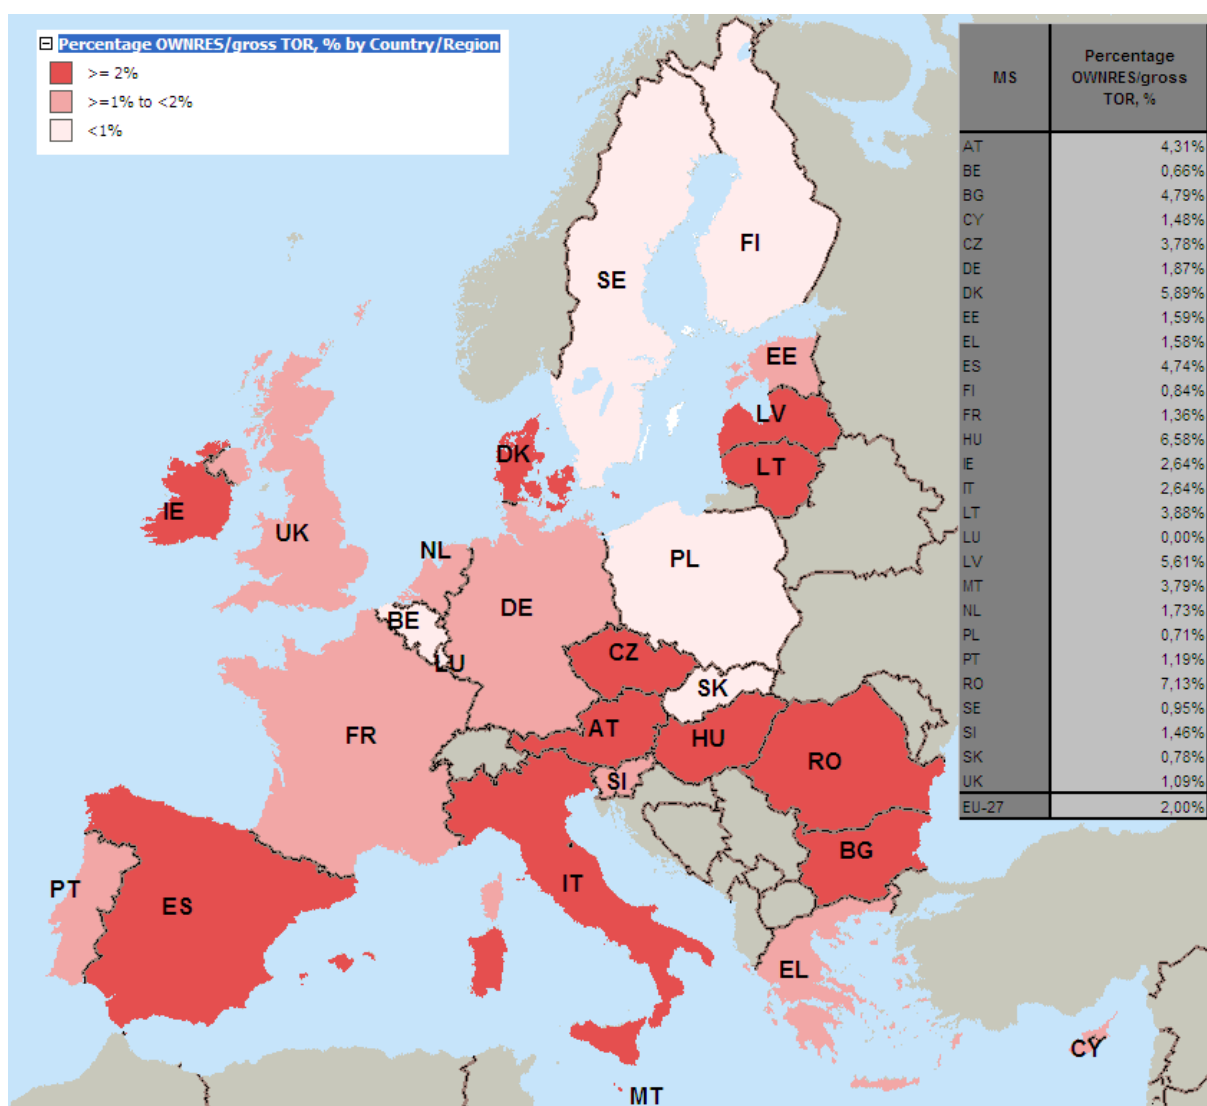 Percentage OWNRES/gross TOR, % by Country/Region
>= 2%
>=1% to <2%
<1%
MS Percentage OWNRES/gross TOR, %
AT 4,31%
BE 0,66%
BG 4,79%
CY 1,48%
CZ 3,78%
DE 1,87%
DK 5,89%
EE 1,59%
EL 1,58%
ES 4,74%
FI 0,84%
FR 1,36%
HU 6,58%
IE 2,64%
IT 2,64%
LT 3,88%
LU 0,00%
LV 5,61%
MT 3,79%
NL 1,73%
PL 0,71%
PT 1,19%
RO 7,13%
SE 0,95%
SI 1,46%
SK 0,78%
UK 1,09%
EU-27 2,00%
FI
SE
EE
LV
DK
LT
IE
UK
NL
PL
DE
BE
CZ
LU
SK
AT
FR
HU
RO
SI
BG
IT
PT
ES
EL
CY
MT